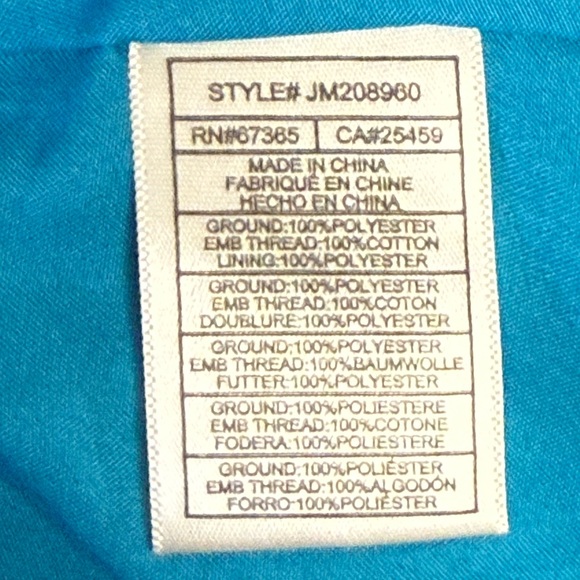 STYLE# JM208960
RN#67365 CA#25459
MADE IN CHINA
FABRIQUÉ EN CHINE
HECHO EN CHINA
GROUND:100%POLYESTER
EMB THREAD:100%COTTON
LINING:100%POLYESTER
GROUND:100%POLYESTER
EMB THREAD:100%COTON
DOUBLURE:100%POLYESTER
GROUND:100%POLYESTER
EMB THREAD:100%BAUMWOLLE
FUTTER:100%POLYESTER
GROUND:100%POLIESTERE
EMB THREAD:100%COTONE
FODERA:100%POLIESTERE
GROUND:100%POLIÉSTER
EMB THREAD:100%ALGODÓN
FORRO:100%POLIÉSTER